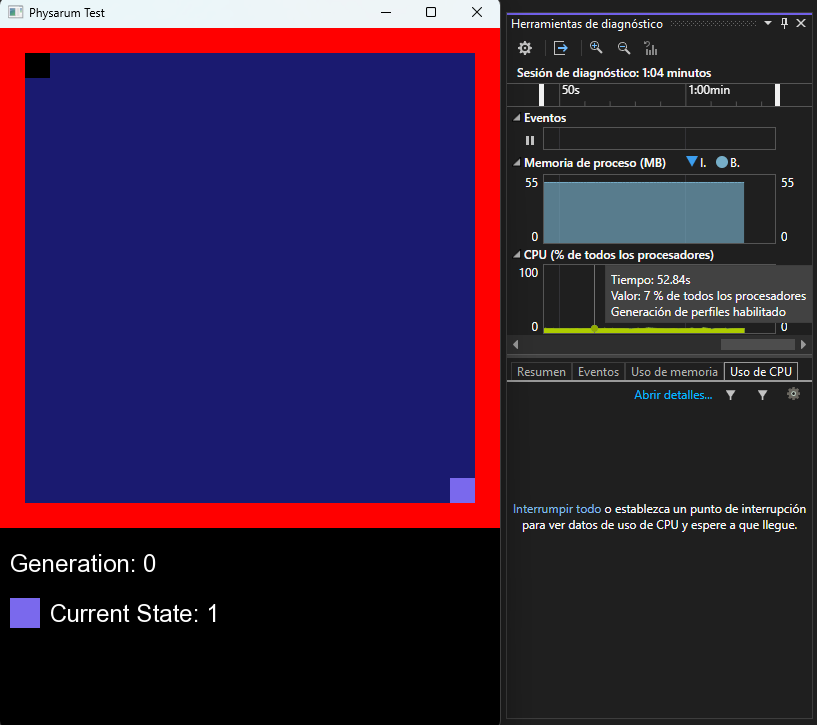 Physarum Test
Generation: 0
Current State: 1
Herramientas de diagnóstico
Sesión de diagnóstico: 1:04 minutos
50s 1:00min
Eventos
Memoria de proceso (MB) I. B.
55 55
0 0
CPU (% de todos los procesadores)
100
Tiempo: 52.84s
Valor: 7 % de todos los procesadores
Generación de perfiles habilitado
0 0
Resumen Eventos Uso de memoria Uso de CPU
Abrir detalles...
Interrumpir todo o establezca un punto de interrupción
para ver datos de uso de CPU y espere a que llegue.